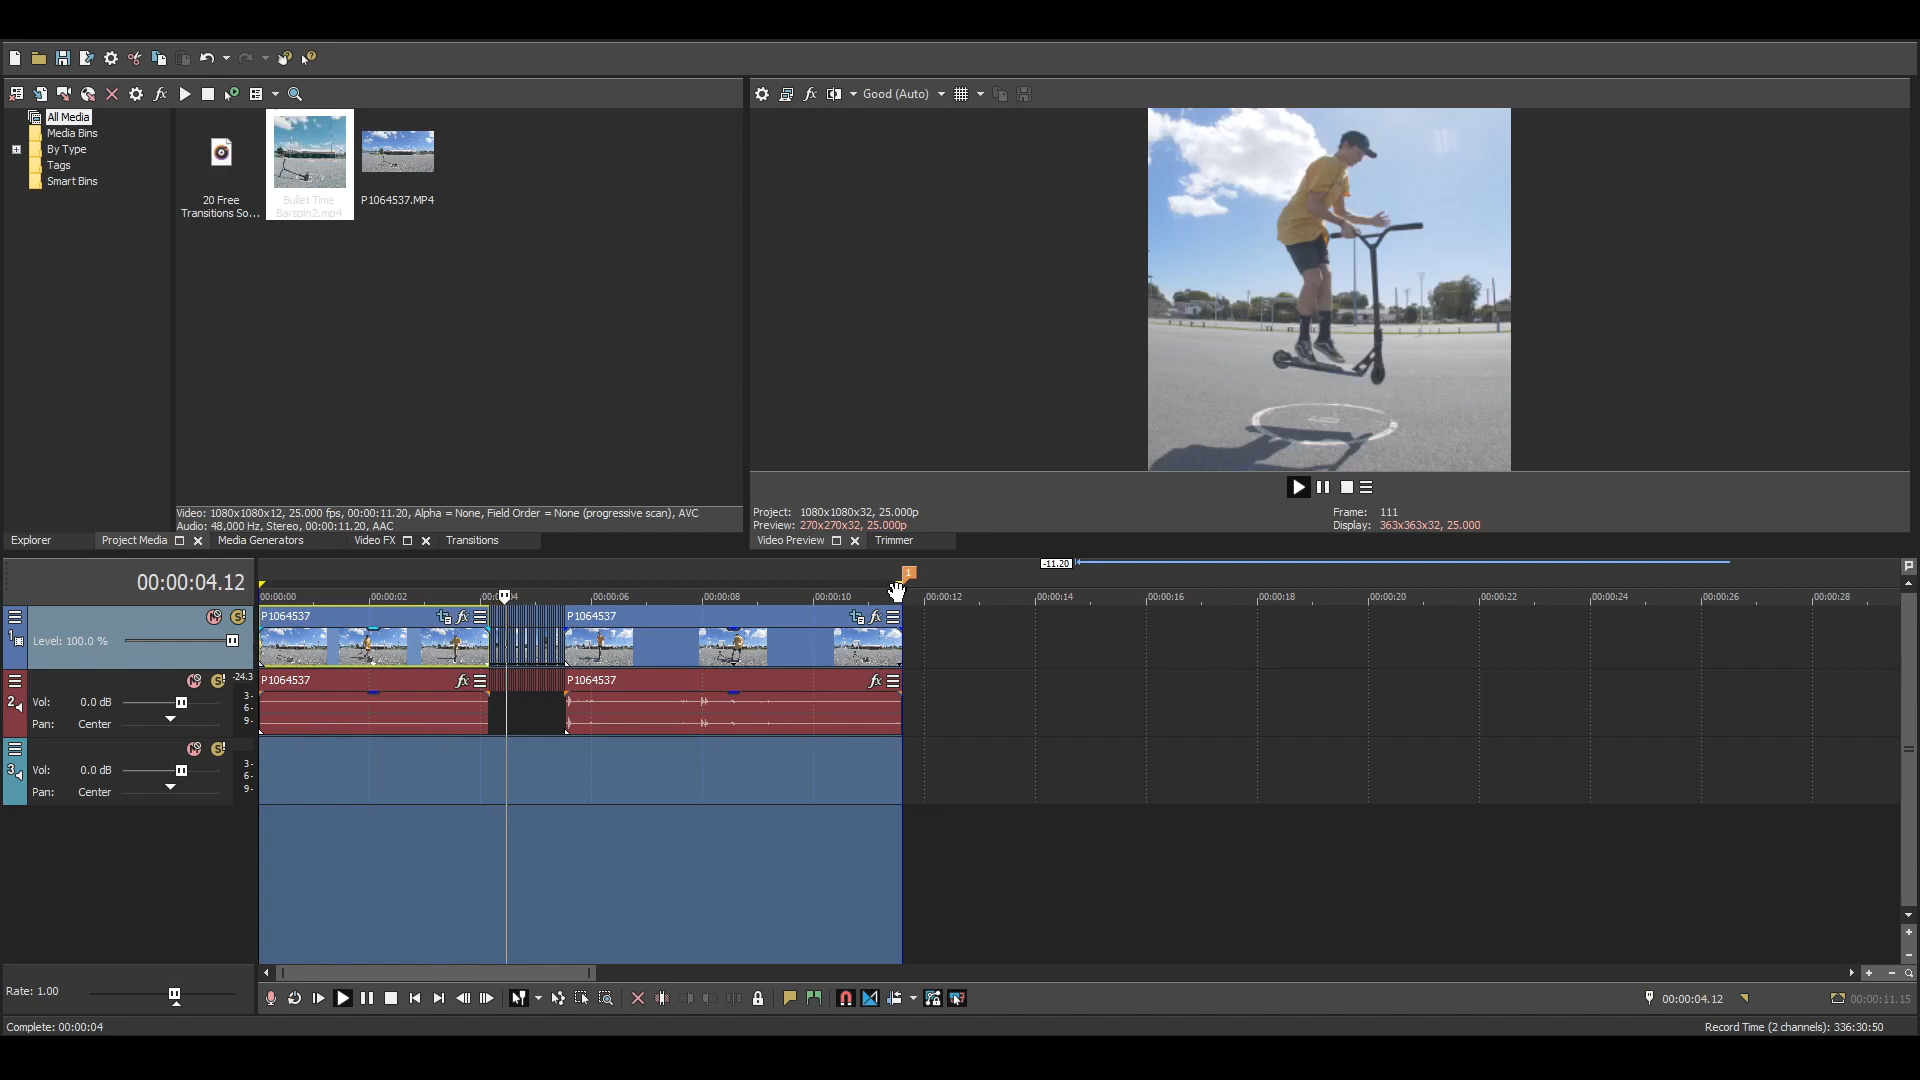 Good (Auto)
All Media
Media Bins
By Type
Tags
Smart Bins
20 Free
Transitions So...
Bullet Time
Barspin2.mp4
P1064537.MP4
Video: 1080x1080x12, 25.000 fps, 00:00:11.20, Alpha = None, Field Order = None (progressive scan), AVC
Audio: 48,000 Hz, Stereo, 00:00:11.20, AAC
Project: 1080x1080x32, 25.000p
Preview: 270x270x32, 25.000p
Frame: 111
Display: 363x363x32, 25.000
Explorer
Project Media
Media Generators
Video FX
Transitions
Video Preview
Trimmer
-11.20
1
00:00:04.12
00:00:00
00:00:02
00:00:04
00:00:06
00:00:08
00:00:10
00:00:12
00:00:14
00:00:16
00:00:18
00:00:20
00:00:22
00:00:24
00:00:26
00:00:28
P1064537
P1064537
1
Level: 100.0 %
P1064537
P1064537
-24.3
2
Vol: 0.0 dB
Pan: Center
3-
6-
9-
3
Vol: 0.0 dB
Pan: Center
3-
6-
9-
Rate: 1.00
00:00:04.12
00:00:11.15
Complete: 00:00:04
Record Time (2 channels): 336:30:50